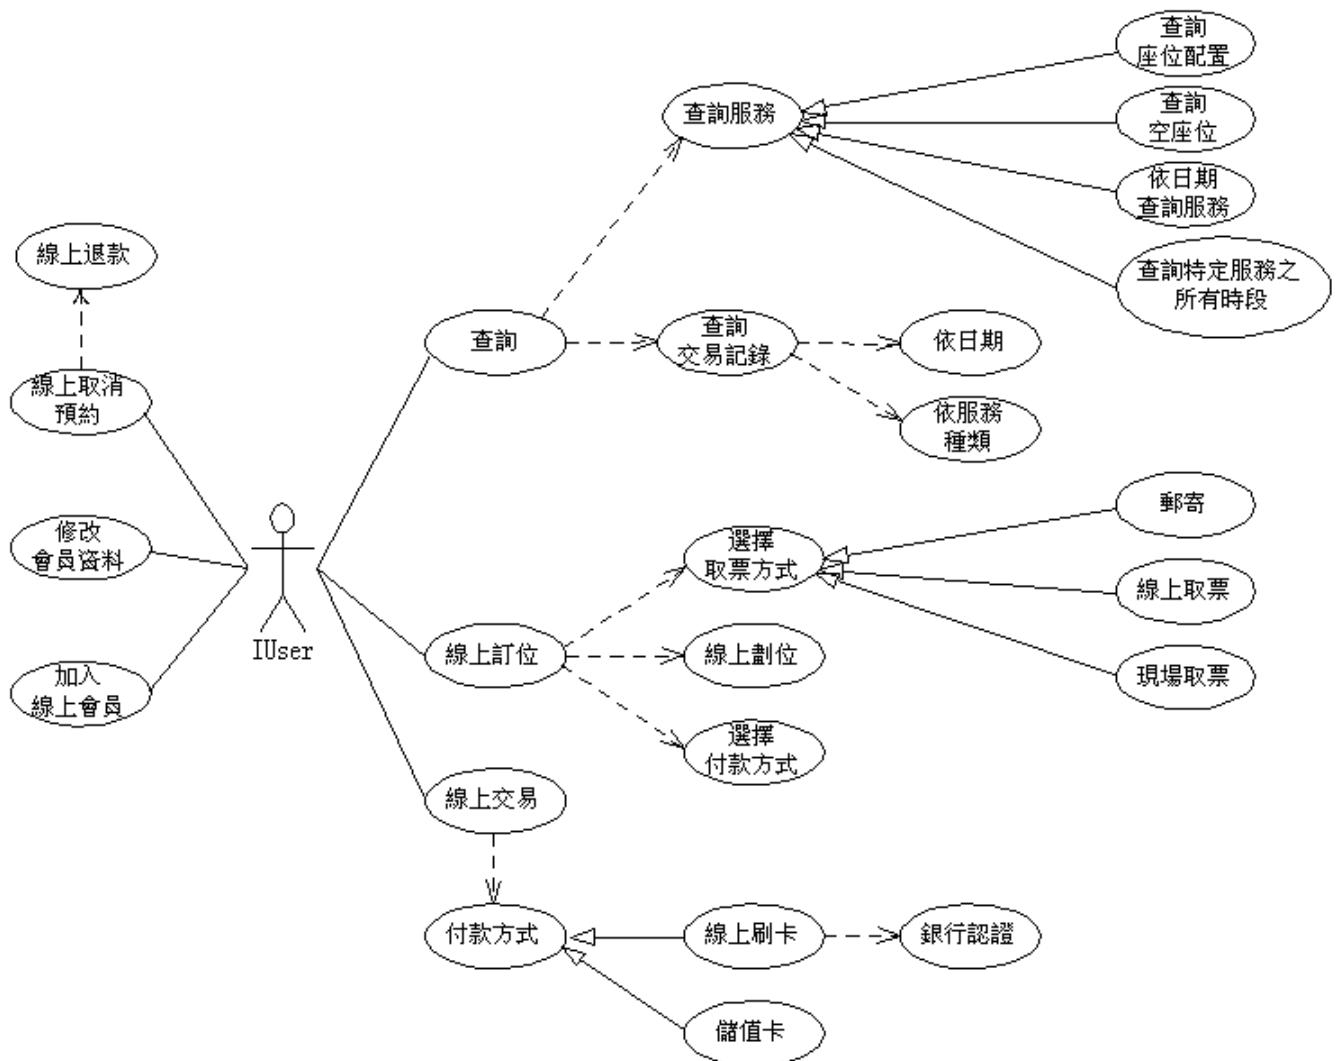 查詢
座位配置
查詢服務
查詢
空座位
依日期
查詢服務
線上退款
查詢特定服務之
所有時段
查詢
查詢
交易記錄
依日期
線上取消
預約
依服務
種類
郵寄
修改
會員資料
選擇
取票方式
線上取票
IUser
線上訂位
線上劃位
現場取票
加入
線上會員
選擇
付款方式
線上交易
付款方式
線上刷卡
銀行認證
儲值卡